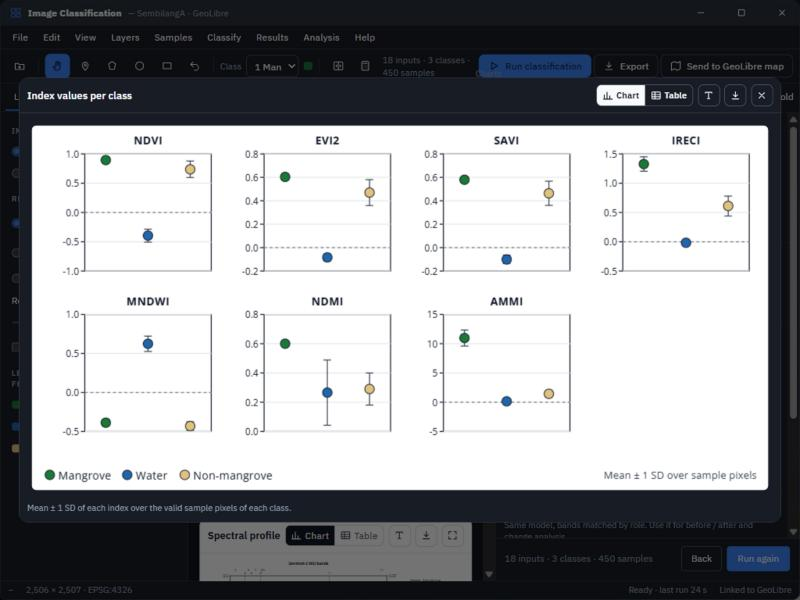 Image Classification — SembilangA · GeoLibre
File Edit View Layers Samples Classify Results Analysis Help
Class 1 Man 18 inputs · 3 classes · 450 samples Run classification Export Send to GeoLibre map
Index values per class Chart Table T
NDVI EVI2 SAVI IRECI
1.0 0.8 0.8 1.5
0.5 0.6 0.6 1.0
0.0 0.4 0.4 0.5
-0.5 0.2 0.2 0.0
-1.0 0.0 0.0 -0.5
-0.2 -0.2
MNDWI NDMI AMMI
1.0 0.8 15
0.5 0.6 10
0.0 0.4 5
-0.5 0.2 0
0.0 -5
Mangrove Water Non-mangrove Mean ± 1 SD over sample pixels
Mean ± 1 SD of each index over the valid sample pixels of each class.
Same model, bands matched by role. Use it for before / after and
change analysis.
Spectral profile Chart Table T
18 inputs · 3 classes · 450 samples Back Run again
2,506 × 2,507 · EPSG:4326 Ready · last run 24 s Linked to GeoLibre